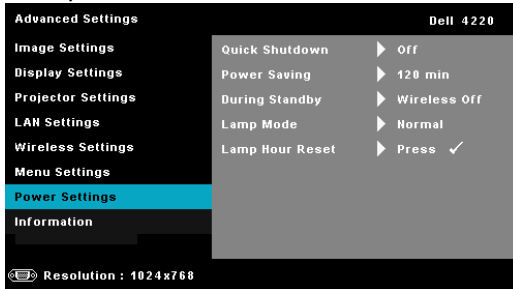 Advanced Settings Dell 4220
Image Settings Quick Shutdown Off
Display Settings Power Saving 120 min
Projector Settings During Standby Wireless Off
LAN Settings Lamp Mode Normal
Wireless Settings Lamp Hour Reset Press ✓
Menu Settings
Power Settings
Information
Resolution : 1024x768